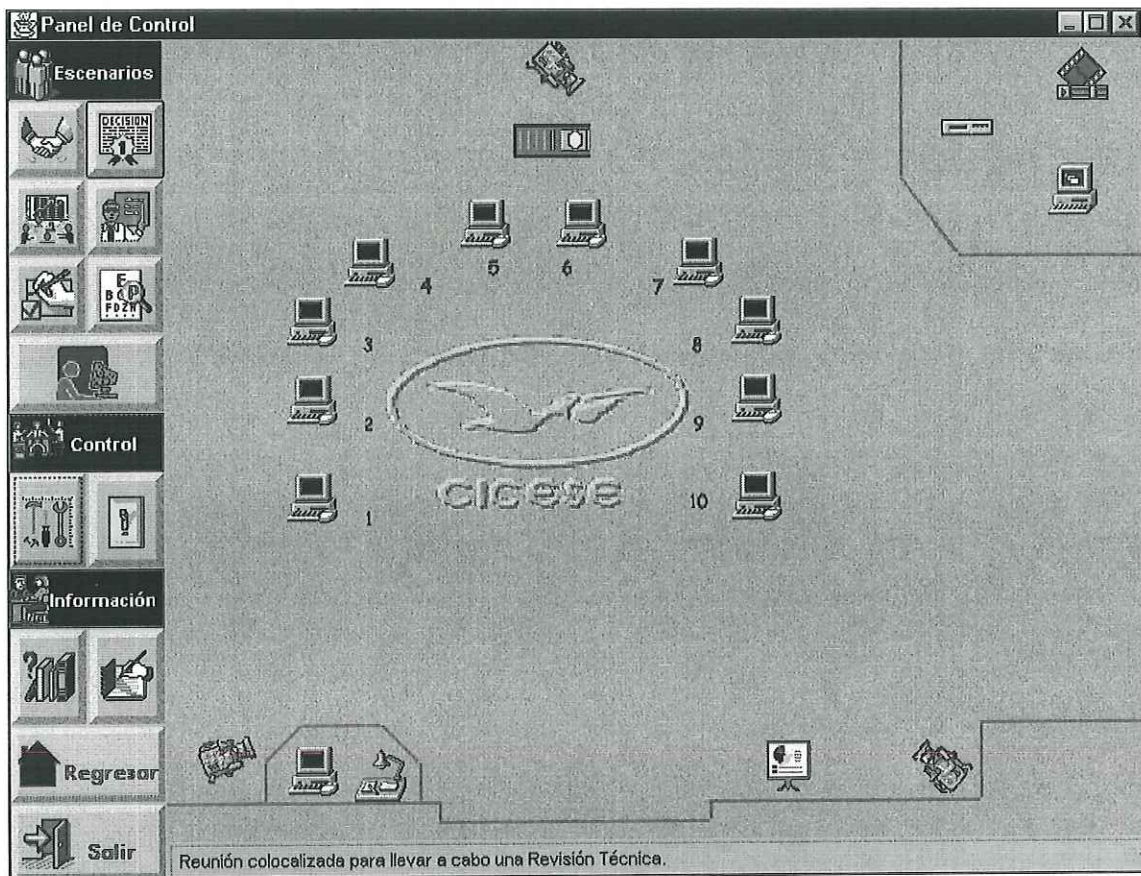 Panel de Control
Escenarios
DECISION
1
Control
Información
Regresar
Salir
5
6
4
7
3
8
2
9
cicese
1
10
Reunión colocalizada para llevar a cabo una Revisión Técnica.